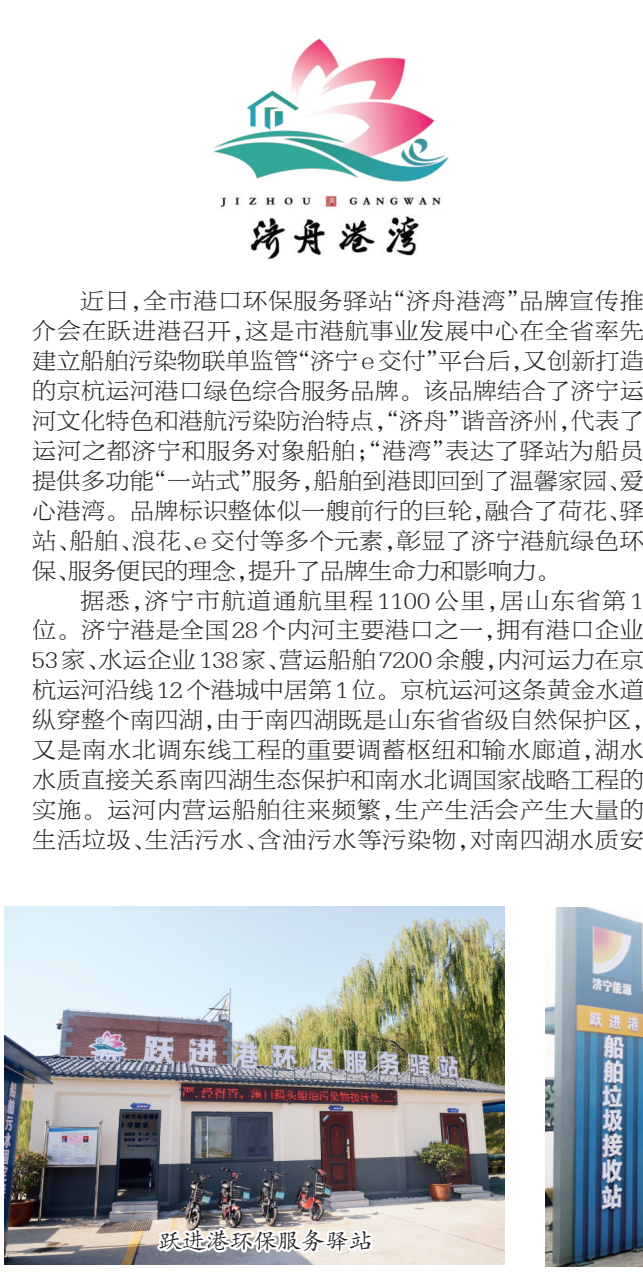 JIZHOU GANGWAN
济舟港湾
近日,全市港口环保服务驿站“济舟港湾”品牌宣传推
介会在跃进港召开,这是市港航事业发展中心在全省率先
建立船舶污染物联单监管“济宁e交付”平台后,又创新打造
的京杭运河港口绿色综合服务品牌。该品牌结合了济宁运
河文化特色和港航污染防治特点,“济舟”谐音济州,代表了
运河之都济宁和服务对象船舶;“港湾”表达了驿站为船员
提供多功能“一站式”服务,船舶到港即回到了温馨家园、爱
心港湾。品牌标识整体似一艘前行的巨轮,融合了荷花、驿
站、船舶、浪花、e交付等多个元素,彰显了济宁港航绿色环
保、服务便民的理念,提升了品牌生命力和影响力。
据悉,济宁市航道通航里程1100公里,居山东省第1
位。济宁港是全国28个内河主要港口之一,拥有港口企业
53家、水运企业138家、营运船舶7200余艘,内河运力在京
杭运河沿线12个港城中居第1位。京杭运河这条黄金水道
纵穿整个南四湖,由于南四湖既是山东省省级自然保护区,
又是南水北调东线工程的重要调蓄枢纽和输水廊道,湖水
水质直接关系南四湖生态保护和南水北调国家战略工程的
实施。运河内营运船舶往来频繁,生产生活会产生大量的
生活垃圾、生活污水、含油污水等污染物,对南四湖水质安
跃进港环保服务驿站
港口码头船舶污染物接转处
跃进港环保服务驿站
济宁能源
跃进港
船舶垃圾接收站